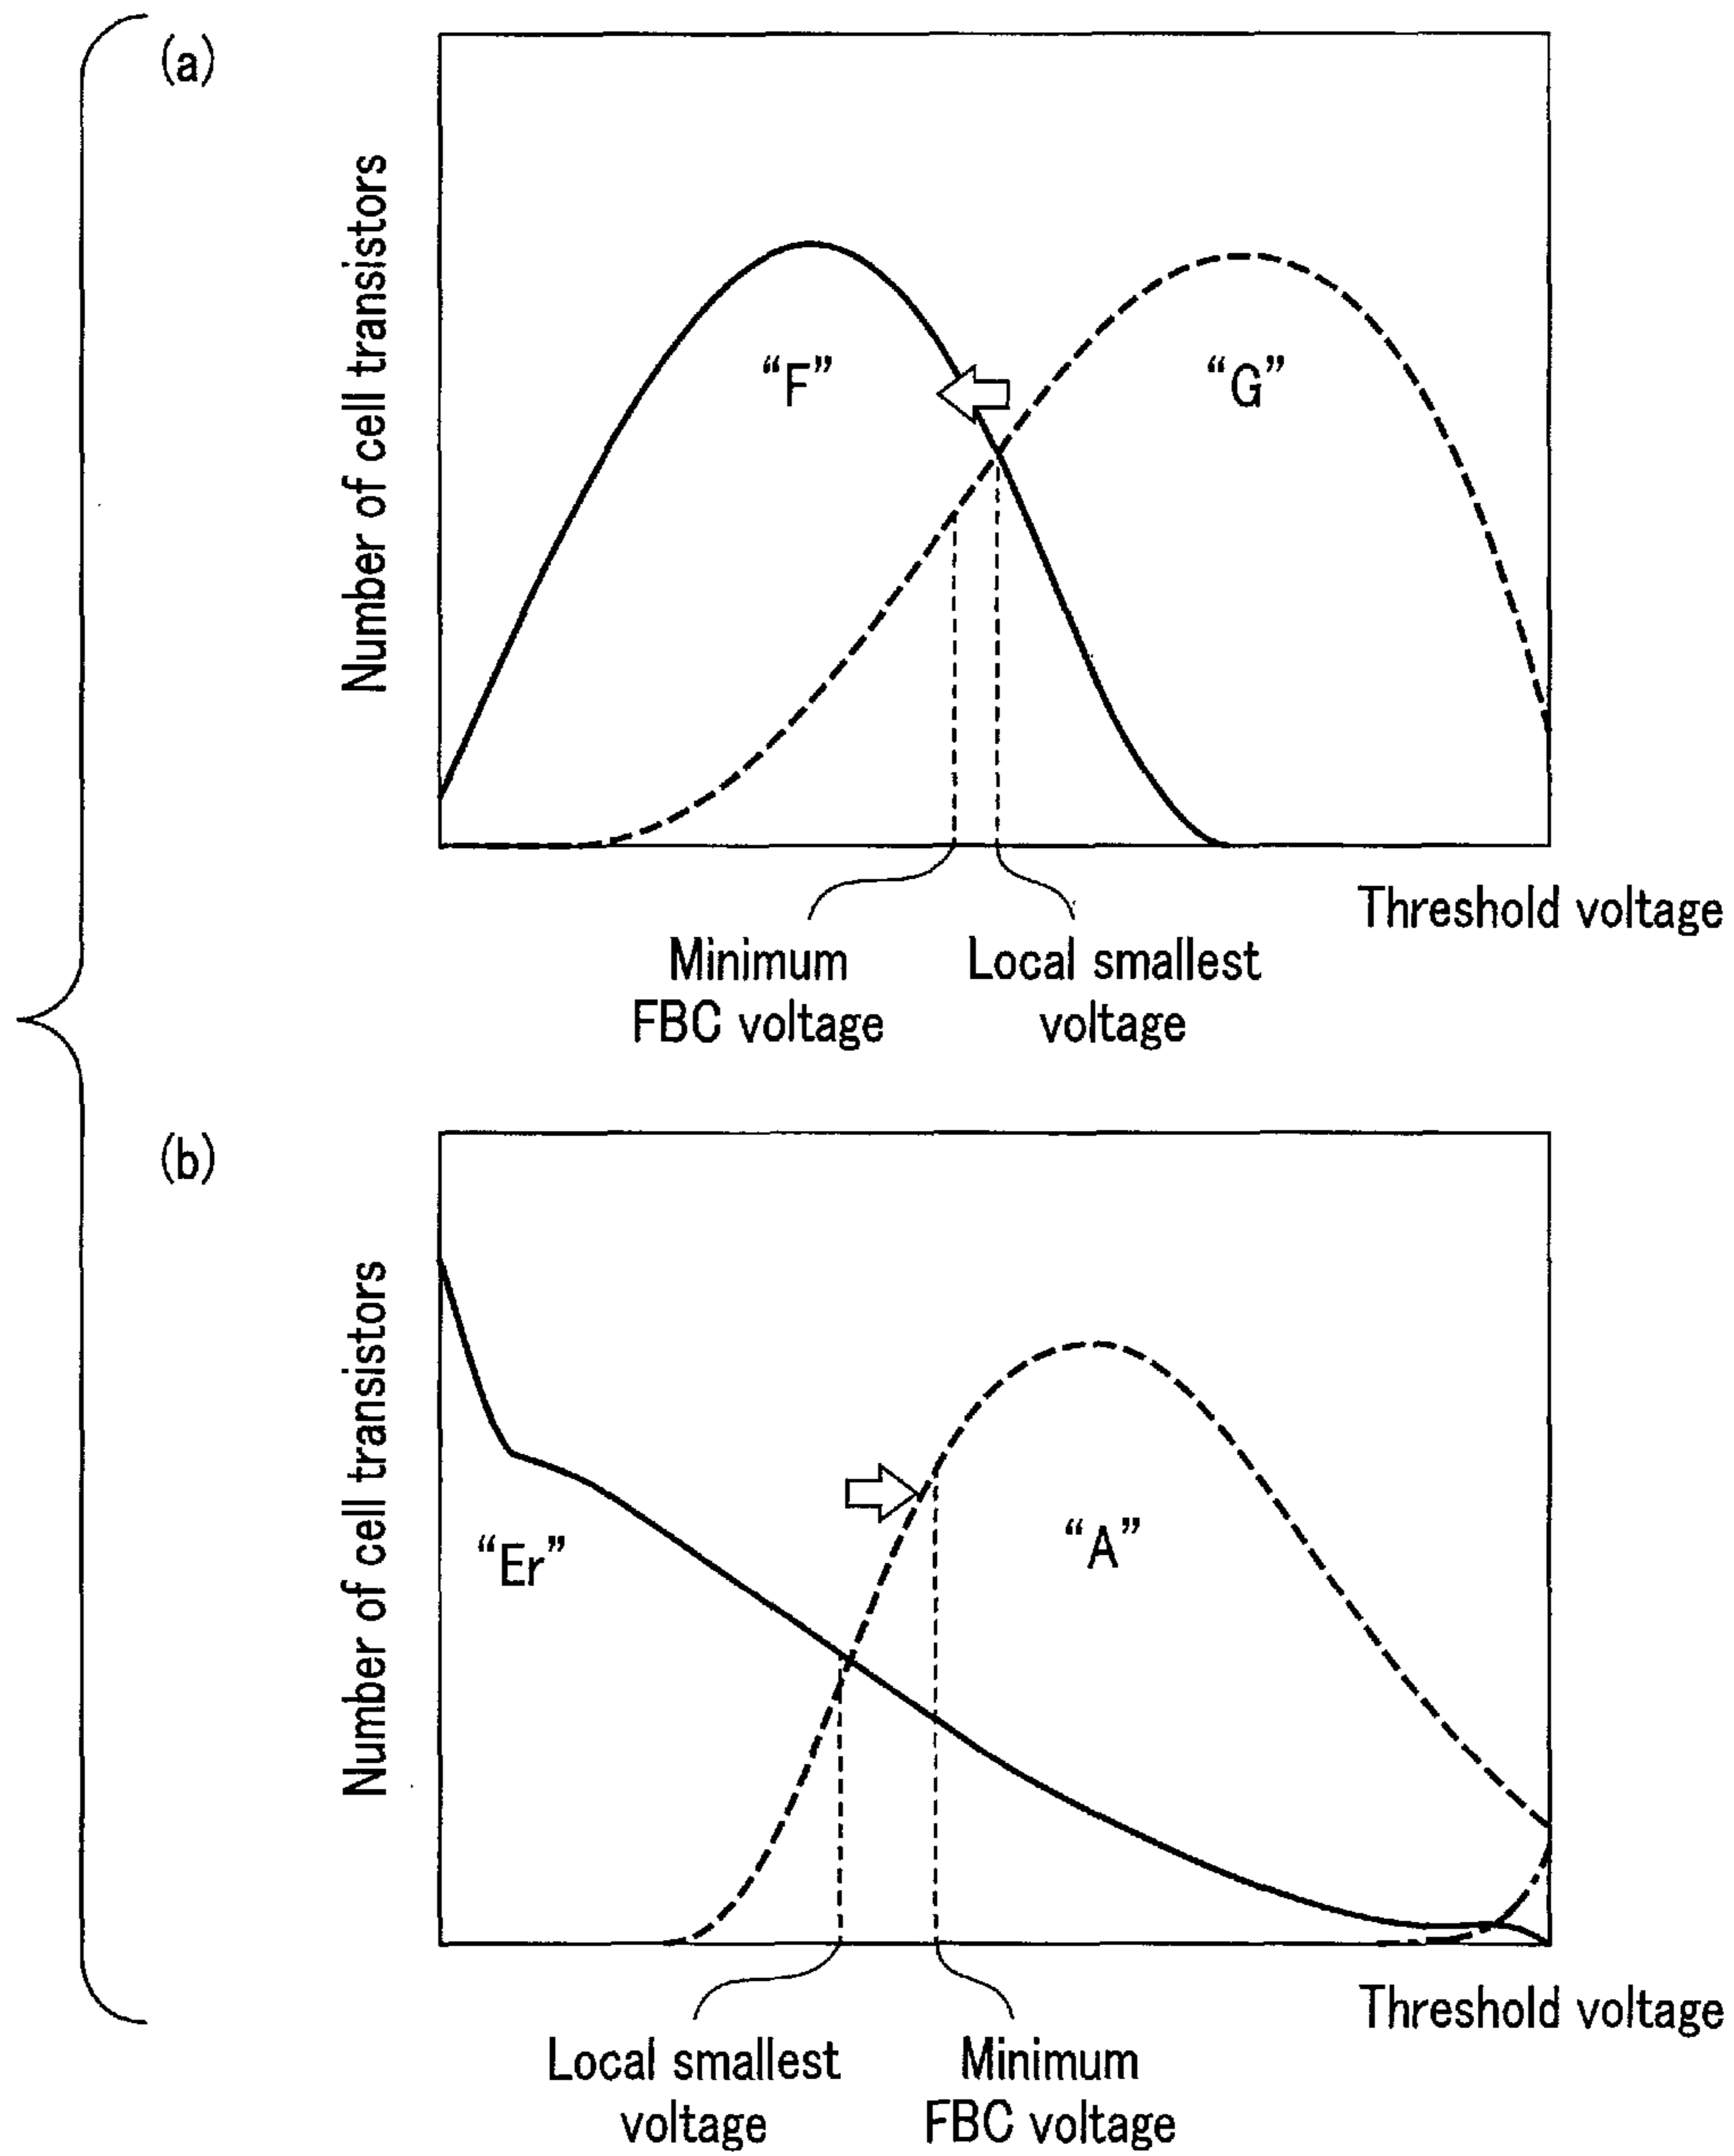 (a)
Number of cell transistors
“F”
“G”
Threshold voltage
Minimum
FBC voltage
Local smallest
voltage
(b)
Number of cell transistors
“Er”
“A”
Threshold voltage
Local smallest
voltage
Minimum
FBC voltage